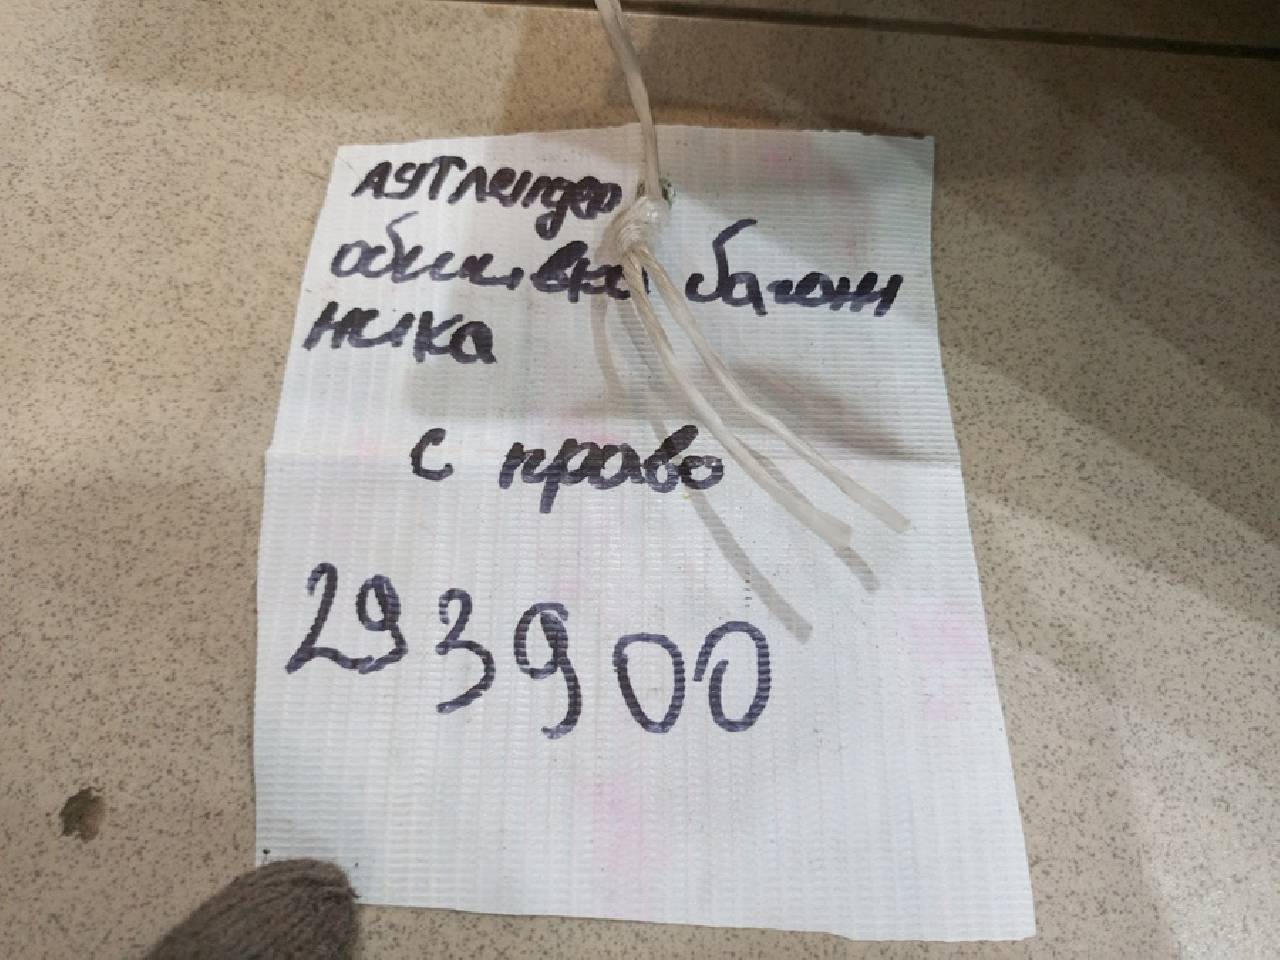 Аутлендер
обшивка багаж
ника
с право
293900